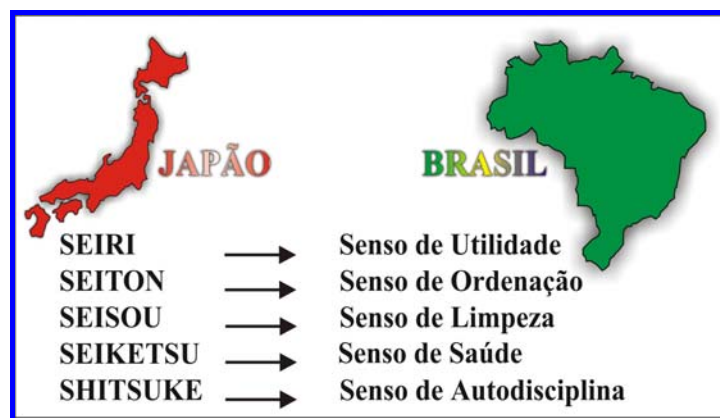 JAPÃO BRASIL
SEIRI Senso de Utilidade
SEITON Senso de Ordenação
SEISOU Senso de Limpeza
SEIKETSU Senso de Saúde
SHITSUKE Senso de Autodisciplina